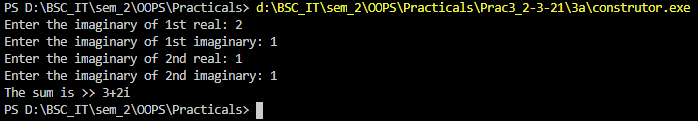 PS D:\BSC_IT\sem_2\OOPS\Practicals> d:\BSC_IT\sem_2\OOPS\Practicals\Prac3_2-3-21\3a\construtor.exe
Enter the imaginary of 1st real: 2
Enter the imaginary of 1st imaginary: 1
Enter the imaginary of 2nd real: 1
Enter the imaginary of 2nd imaginary: 1
The sum is >> 3+2i
PS D:\BSC_IT\sem_2\OOPS\Practicals>